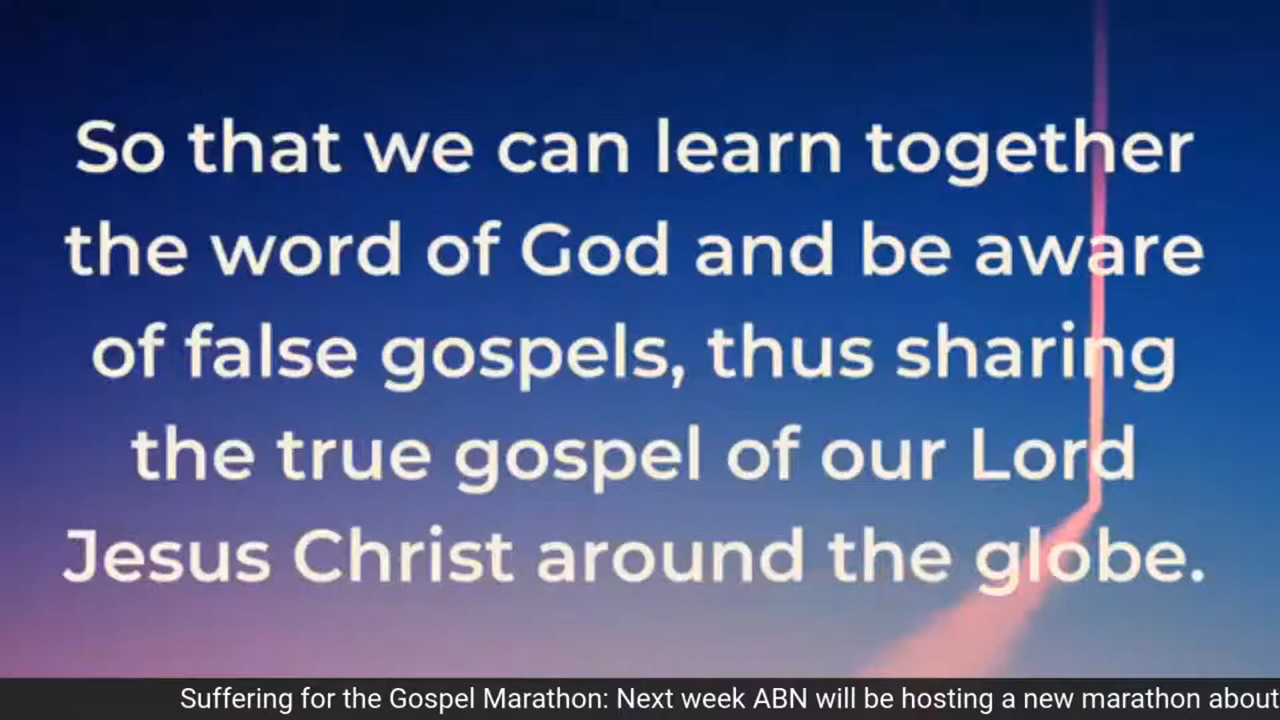 So that we can learn together
the word of God and be aware
of false gospels, thus sharing
the true gospel of our Lord
Jesus Christ around the globe.
Suffering for the Gospel Marathon: Next week ABN will be hosting a new marathon about